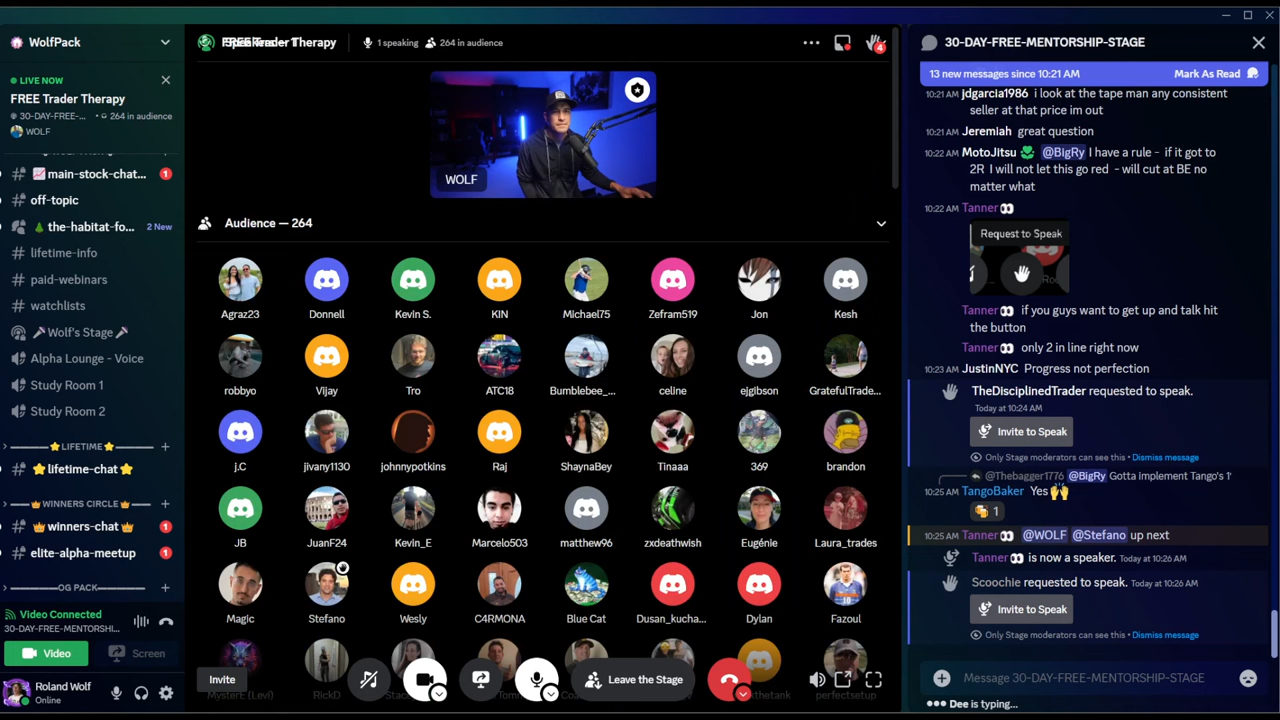 WolfPack
LIVE NOW
FREE Trader Therapy
30-DAY-FREE-... • 264 in audience
WOLF
main-stock-chat... 1
off-topic
the-habitat-fo... 2 New
lifetime-info
paid-webinars
watchlists
Wolf's Stage
Alpha Lounge - Voice
Study Room 1
Study Room 2
LIFETIME
lifetime-chat
WINNERS CIRCLE
winners-chat 1
elite-alpha-meetup 1
OG PACK
Video Connected
30-DAY-FREE-MENTORSHI...
Video Screen
Roland Wolf
Online
FREE Trader Therapy 1 speaking 264 in audience 4
WOLF
Audience — 264
Agraz23 Donnell Kevin S. KIN Michael75 Zefram519 Jon Kesh
robbyo Vijay Tro ATC18 Bumblebee_... celine ejgibson GratefulTrade...
j.C jivany1130 johnnypotkins Raj ShaynaBey Tinaaa 369 brandon
JB JuanF24 Kevin_E Marcelo503 matthew96 zxdeathwish Eugénie Laura_trades
Magic Stefano Wesly C4RMONA Blue Cat Dusan_kucha... Dylan Fazoul
MysterE (Levi) RickD perfectsetup
Invite Leave the Stage
30-DAY-FREE-MENTORSHIP-STAGE
13 new messages since 10:21 AM Mark As Read
10:21 AM jdgarcia1986 i look at the tape man any consistent
seller at that price im out
10:21 AM Jeremiah great question
10:22 AM MotoJitsu @BigRy I have a rule - if it got to
2R I will not let this go red - will cut at BE no
matter what
10:22 AM Tanner
Request to Speak
Tanner if you guys want to get up and talk hit
the button
Tanner only 2 in line right now
10:23 AM JustinNYC Progress not perfection
TheDisciplinedTrader requested to speak.
Today at 10:24 AM
Invite to Speak
Only Stage moderators can see this • Dismiss message
@Thebagger1776 @BigRy Gotta implement Tango's 1
10:25 AM TangoBaker Yes
1
10:25 AM Tanner @WOLF @Stefano up next
Tanner is now a speaker. Today at 10:26 AM
Scoochie requested to speak. Today at 10:26 AM
Invite to Speak
Only Stage moderators can see this • Dismiss message
Message 30-DAY-FREE-MENTORSHIP-STAGE
Dee is typing...